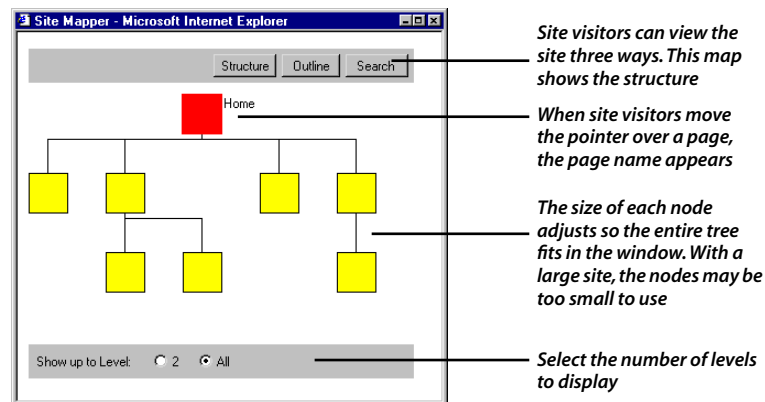 Site Mapper - Microsoft Internet Explorer
Structure Outline Search
Home
Show up to Level: 2 All
Site visitors can view the
site three ways. This map
shows the structure
When site visitors move
the pointer over a page,
the page name appears
The size of each node
adjusts so the entire tree
fits in the window. With a
large site, the nodes may be
too small to use
Select the number of levels
to display